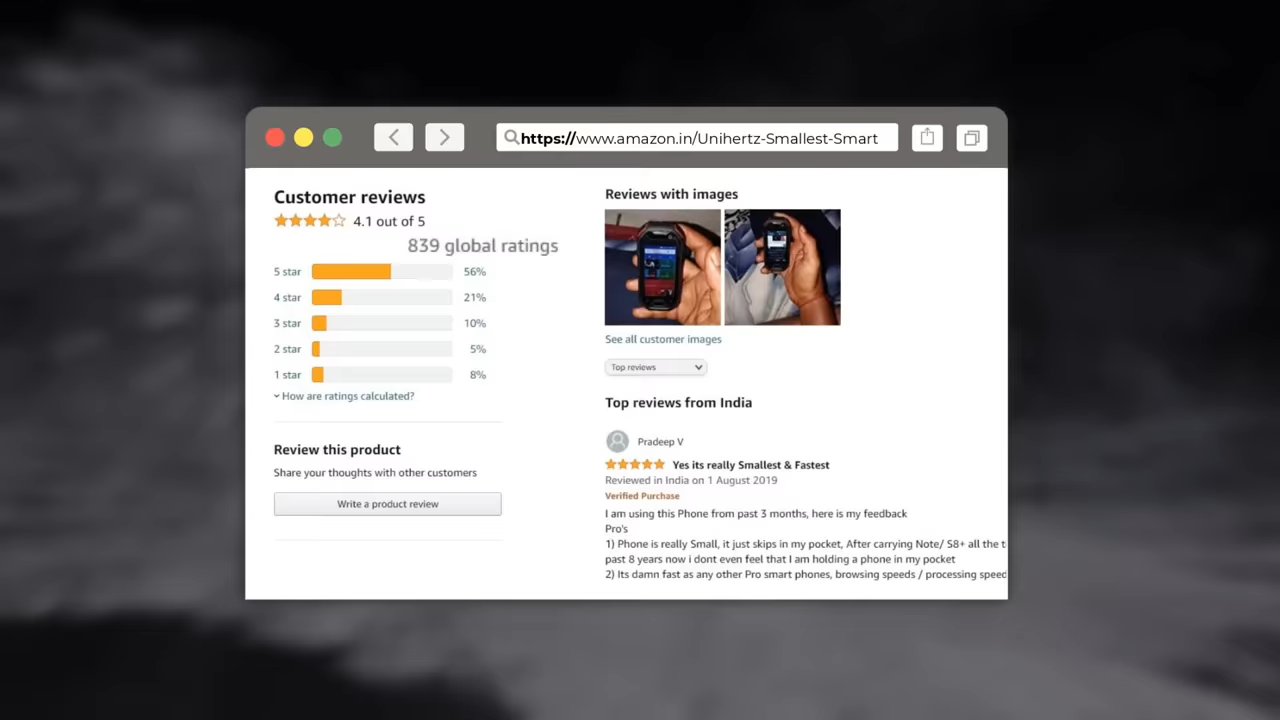 https://www.amazon.in/Unihertz-Smallest-Smart
Customer reviews
4.1 out of 5
839 global ratings
5 star 56%
4 star 21%
3 star 10%
2 star 5%
1 star 8%
How are ratings calculated?
Review this product
Share your thoughts with other customers
Write a product review
Reviews with images
See all customer images
Top reviews
Top reviews from India
Pradeep V
Yes its really Smallest & Fastest
Reviewed in India on 1 August 2019
Verified Purchase
I am using this Phone from past 3 months, here is my feedback
Pro's
1) Phone is really Small, it just skips in my pocket, After carrying Note/ S8+ all the t
past 8 years now i dont even feel that I am holding a phone in my pocket
2) Its damn fast as any other Pro smart phones, browsing speeds / processing speed